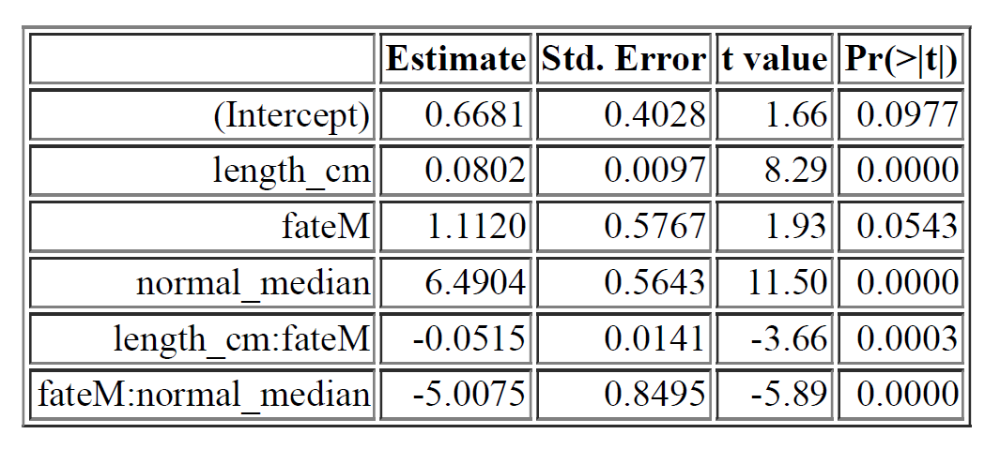 Estimate Std. Error t value Pr(>|t|)
(Intercept) 0.6681 0.4028 1.66 0.0977
length_cm 0.0802 0.0097 8.29 0.0000
fateM 1.1120 0.5767 1.93 0.0543
normal_median 6.4904 0.5643 11.50 0.0000
length_cm:fateM -0.0515 0.0141 -3.66 0.0003
fateM:normal_median -5.0075 0.8495 -5.89 0.0000